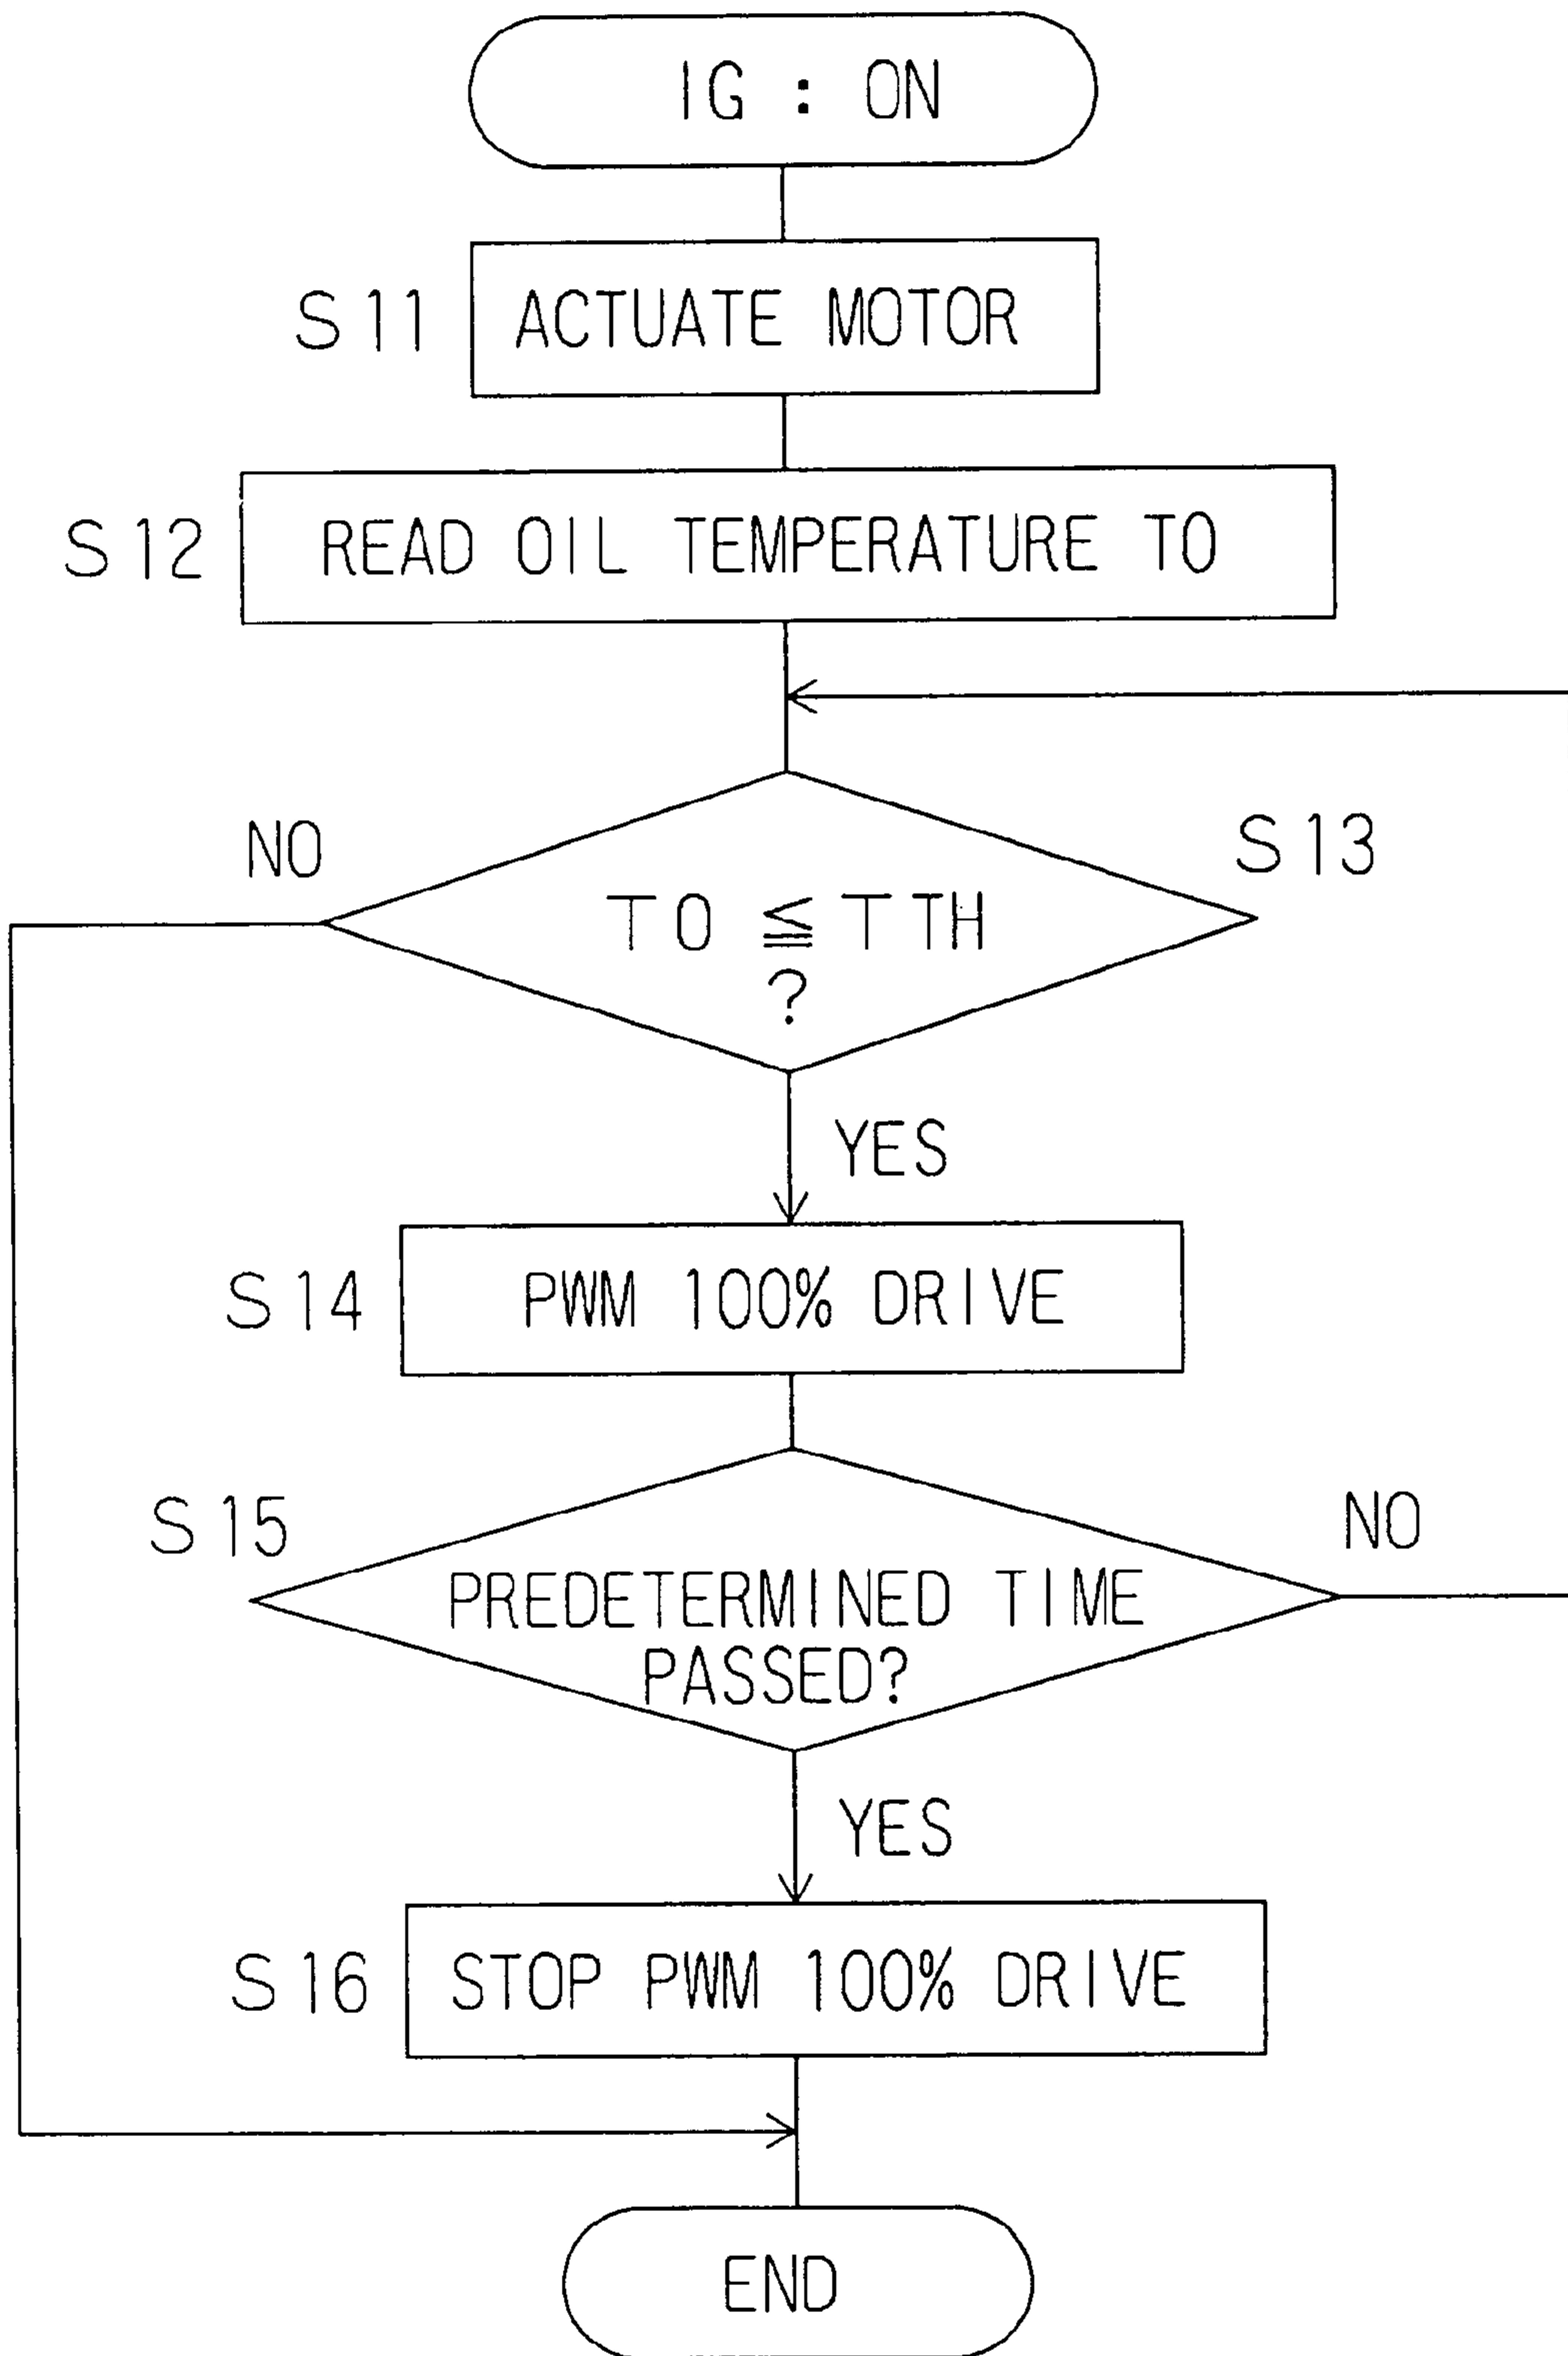 IG : ON
S11 ACTUATE MOTOR
S12 READ OIL TEMPERATURE TO
NO
S13
TO ≦ TTH
?
YES
S14 PWM 100% DRIVE
S15
NO
PREDETERMINED TIME
PASSED?
YES
S16 STOP PWM 100% DRIVE
END